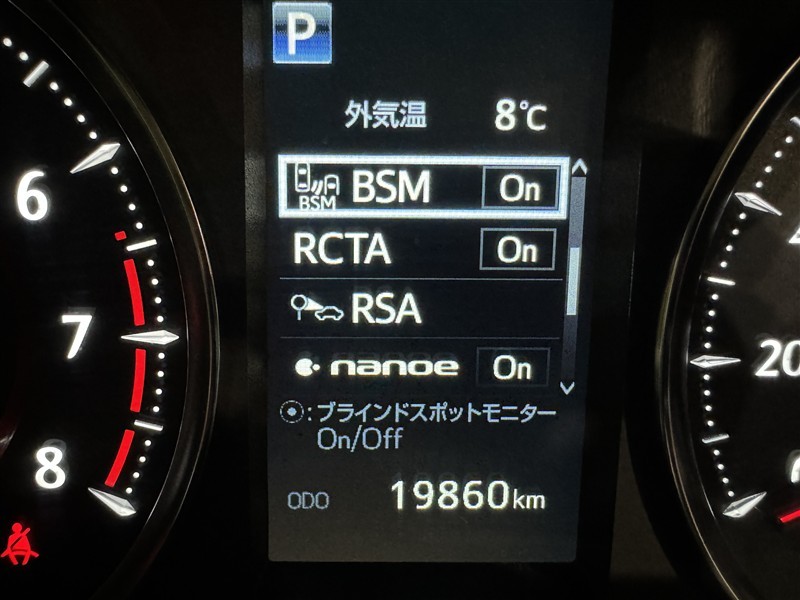 P
外気温 8℃
BSM BSM On
RCTA On
RSA
nanoe On
: ブラインドスポットモニター
On/Off
ODO 19860km
6
7
8
20